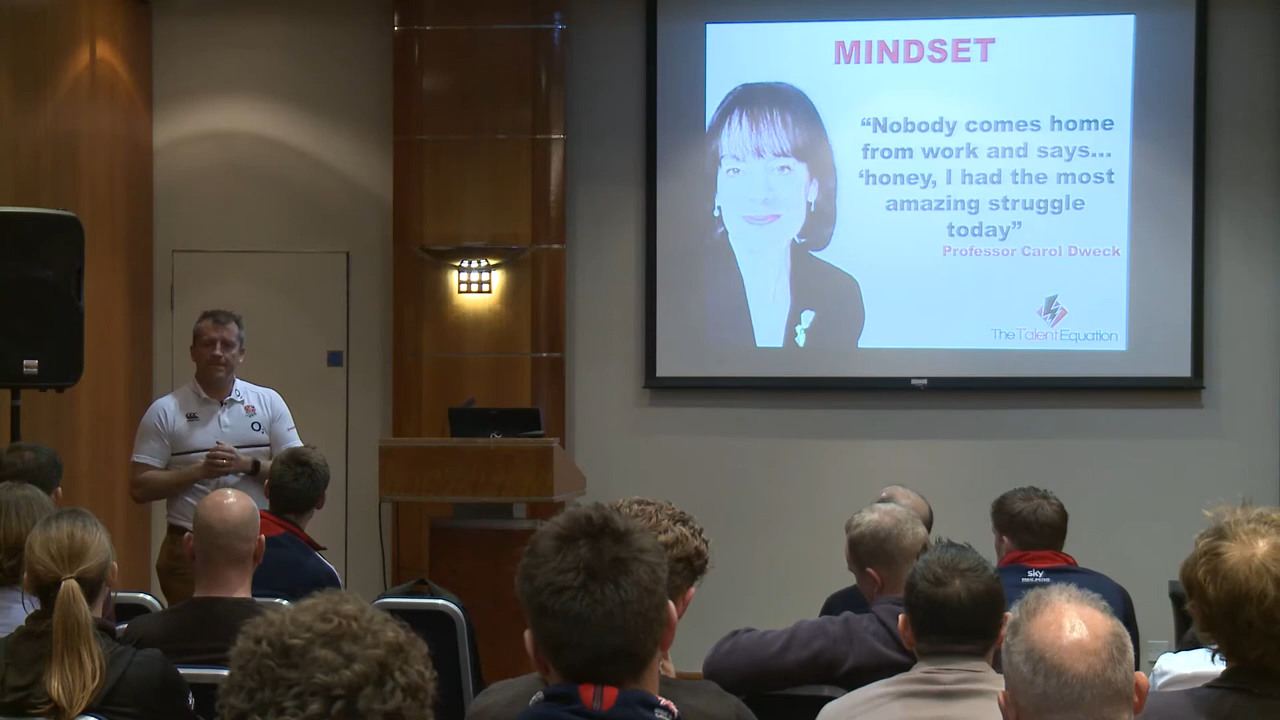 MINDSET
“Nobody comes home
from work and says...
‘honey, I had the most
amazing struggle
today”
Professor Carol Dweck
The Talent Equation
O2
sky